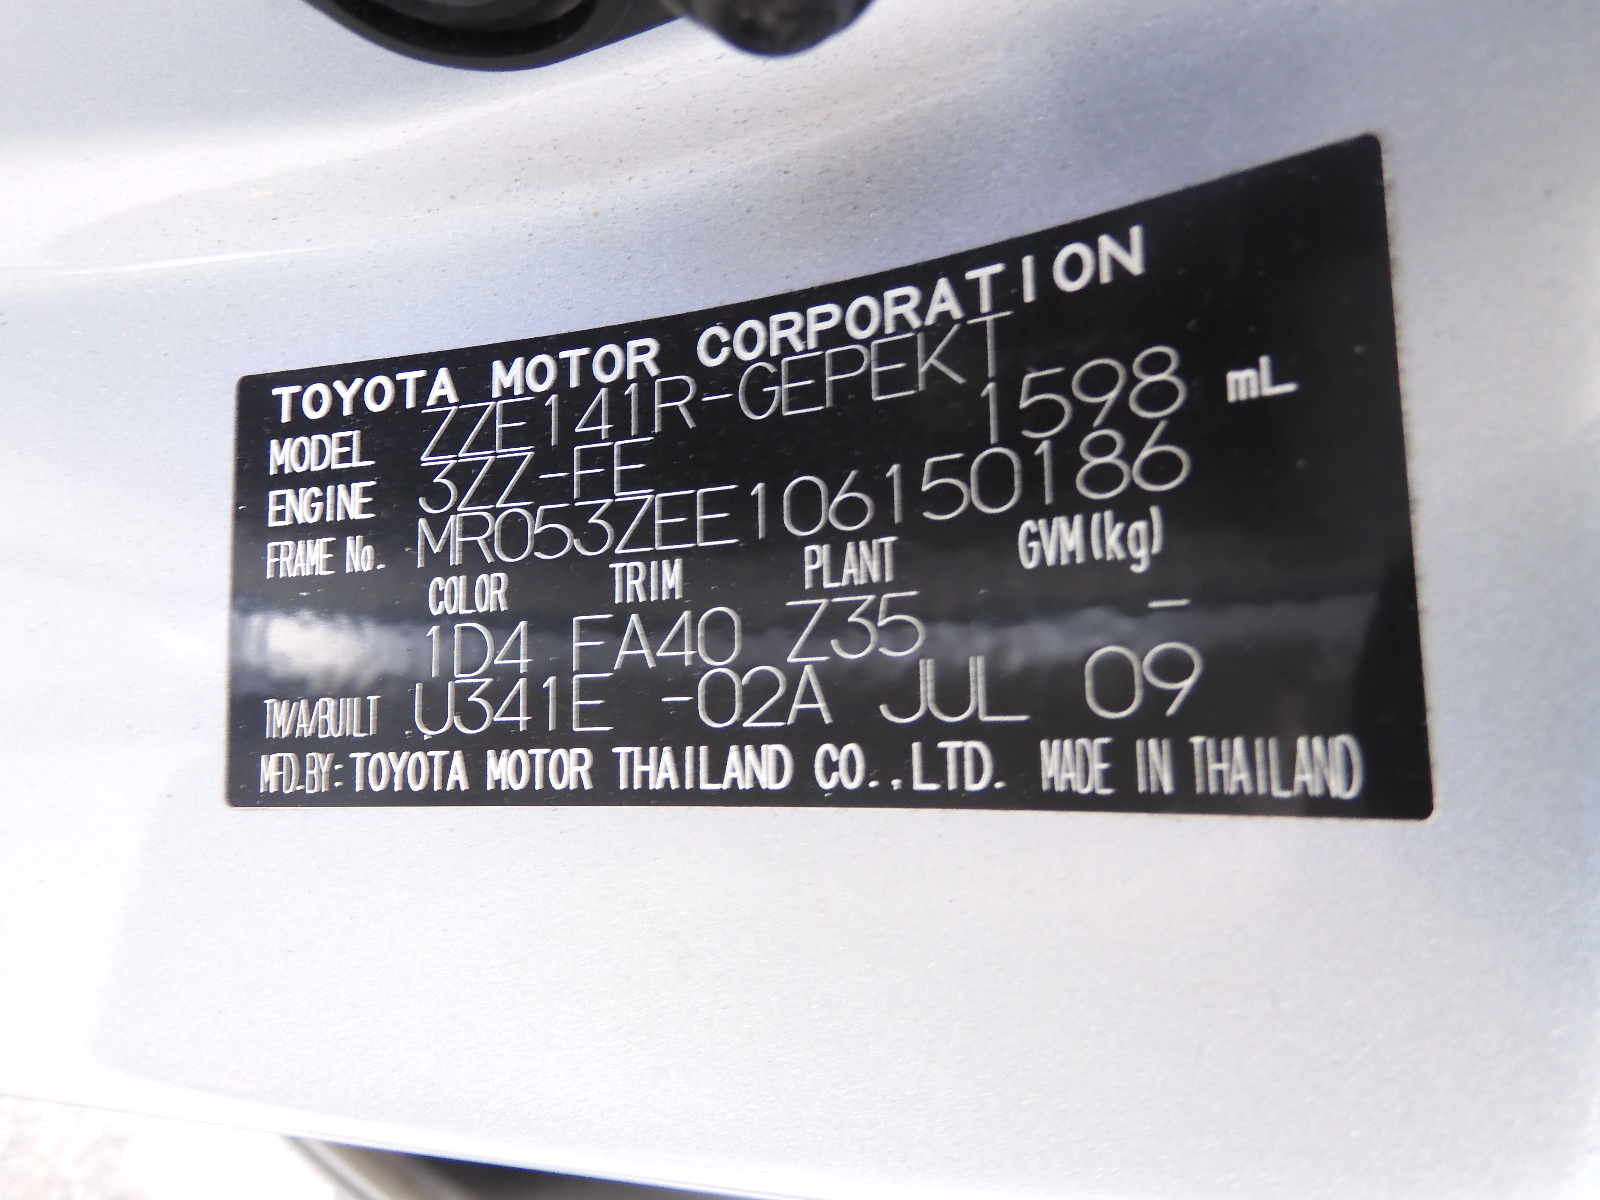 TOYOTA MOTOR CORPORATION
MODEL ZZE141R-GEPEKT
ENGINE 3ZZ-FE 1598 mL
FRAME No. MR053ZEE106150186
COLOR TRIM PLANT GVM(kg)
1D4 FA40 Z35 -
TM/A/BUILT U341E -02A JUL 09
MFD.BY:TOYOTA MOTOR THAILAND CO.,LTD. MADE IN THAILAND